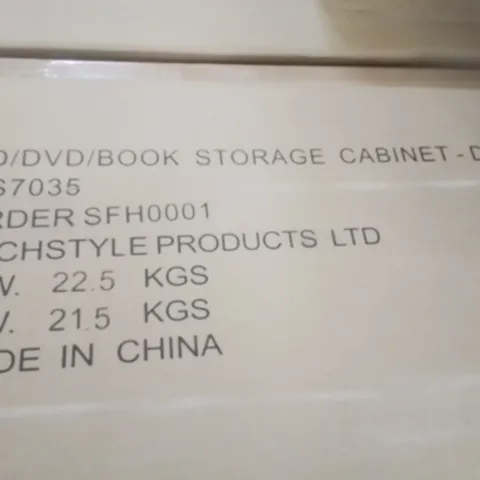 D/DVD/BOOK STORAGE CABINET - D
S7035
RDER SFH0001
CHSTYLE PRODUCTS LTD
W. 22.5 KGS
W. 21.5 KGS
DE IN CHINA